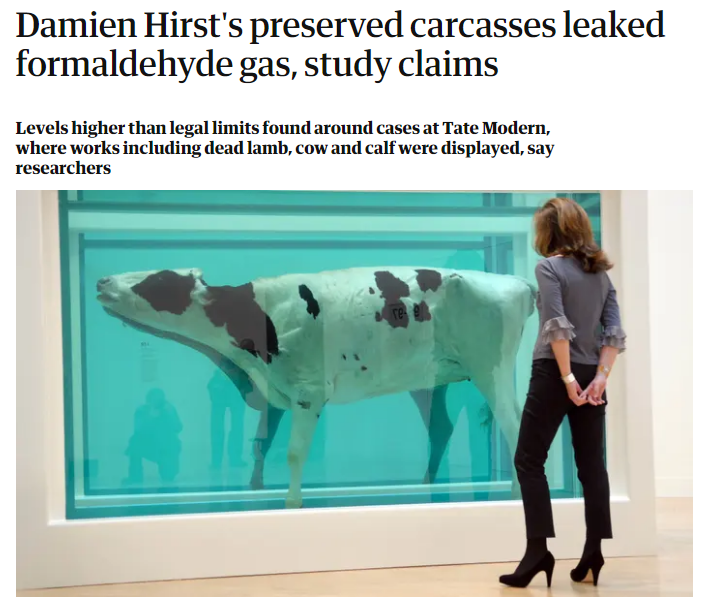 Damien Hirst's preserved carcasses leaked
formaldehyde gas, study claims
Levels higher than legal limits found around cases at Tate Modern,
where works including dead lamb, cow and calf were displayed, say
researchers